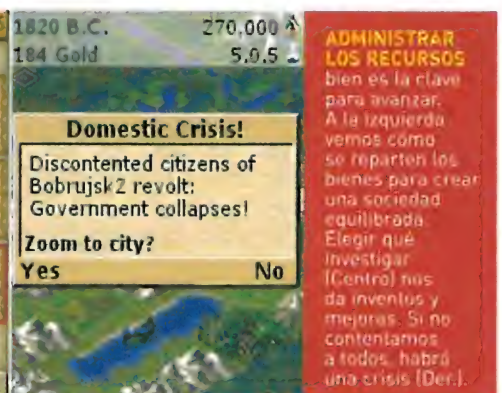 1820 B.C. 270,000
184 Gold 5.0.5
Domestic Crisis!
Discontented citizens of
Bobrujsk2 revolt:
Government collapses!
Zoom to city?
Yes No
ADMINISTRAR
LOS RECURSOS
bien es la clave
para avanzar.
A la izquierda
vemos cómo
se reparten los
bienes para crear
una sociedad
equilibrada.
Elegir qué
investigar
(Centro) nos
da inventos y
mejoras. Si no
contentamos
a todos, habrá
una crisis (Der.).